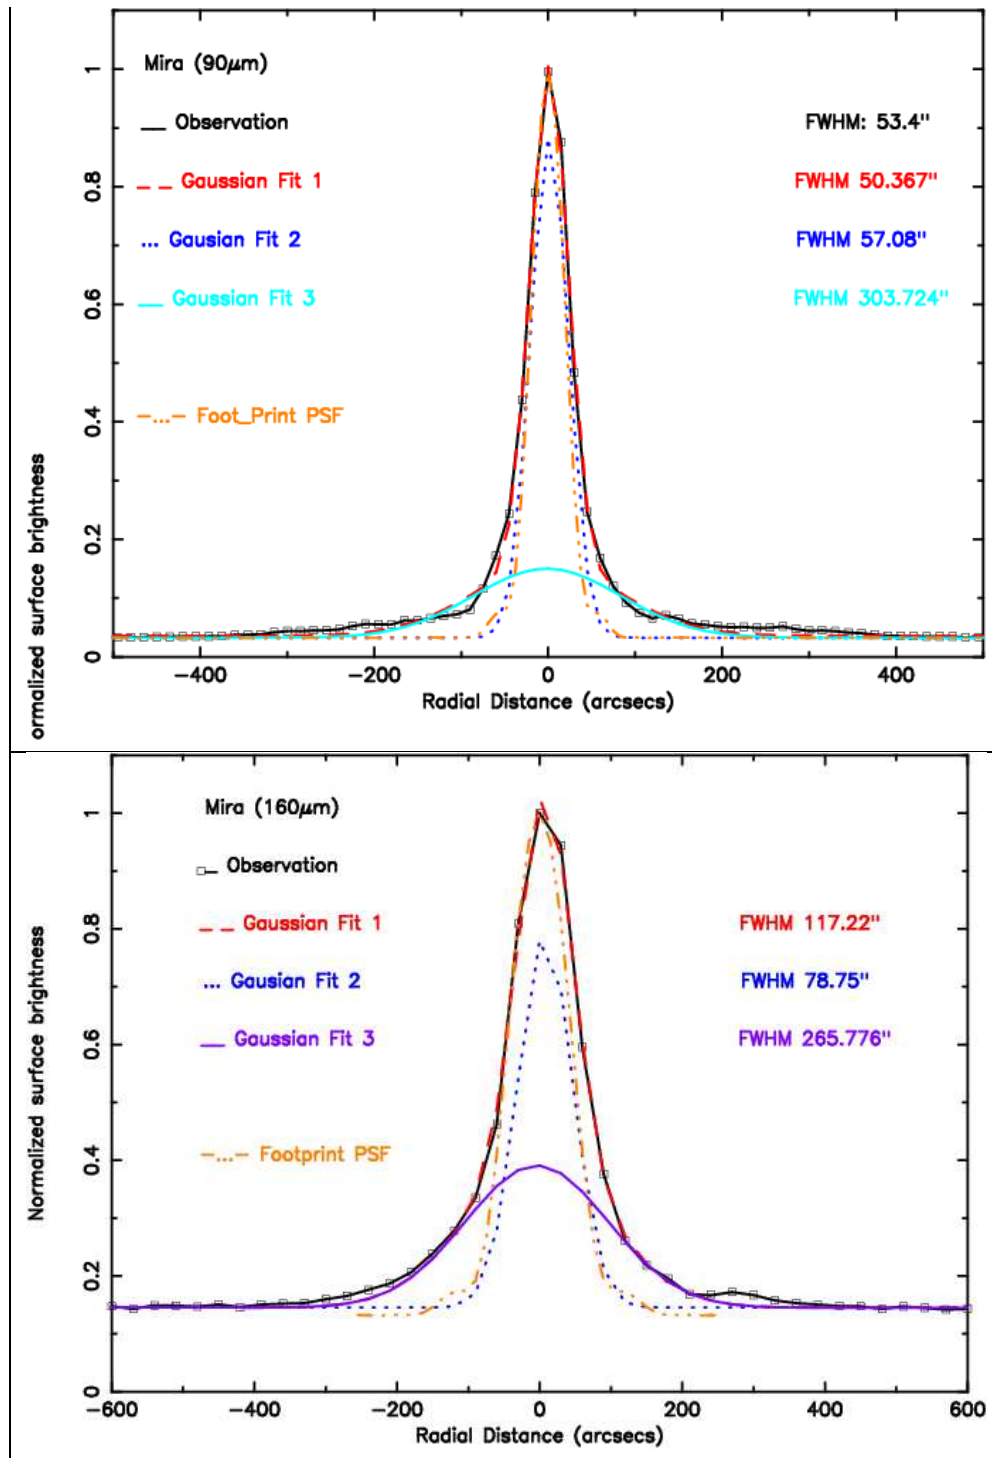 Mira (90μm)
Observation FWHM: 53.4"
Gaussian Fit 1 FWHM 50.367"
Gausian Fit 2 FWHM 57.08"
Gaussian Fit 3 FWHM 303.724"
Foot_Print PSF
ormalized surface brightness
0 0.2 0.4 0.6 0.8 1
−400 −200 0 200 400
Radial Distance (arcsecs)
Mira (160μm)
Observation
Gaussian Fit 1 FWHM 117.22"
Gausian Fit 2 FWHM 78.75"
Gaussian Fit 3 FWHM 265.776"
Footprint PSF
Normalized surface brightness
0 0.2 0.4 0.6 0.8 1
−600 −400 −200 0 200 400 600
Radial Distance (arcsecs)